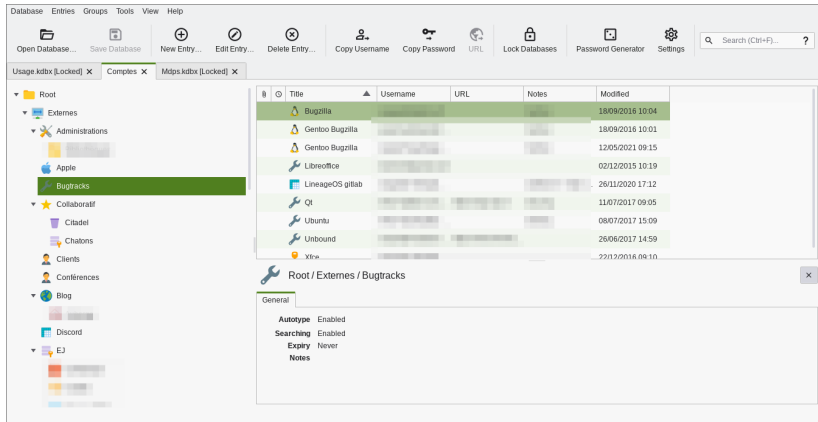 Database Entries Groups Tools View Help
Open Database... Save Database New Entry... Edit Entry... Delete Entry... Copy Username Copy Password URL Lock Databases Password Generator Settings Search (Ctrl+F)... ?
Usage.kdbx [Locked] X Comptes X Mdps.kdbx [Locked] X
Root
Externes
Administrations
Apple
Bugtracks
Collaboratif
Citadel
Chatons
Clients
Conférences
Blog
Discord
EJ
Title Username URL Notes Modified
Bugzilla 18/09/2016 10:04
Gentoo Bugzilla 18/09/2016 10:01
Gentoo Bugzilla 12/05/2021 09:15
Libreoffice 02/12/2015 10:19
LineageOS gitlab 26/11/2020 17:12
Qt 11/07/2017 09:05
Ubuntu 08/07/2017 15:09
Unbound 26/06/2017 14:59
Xfce 22/12/2016 09:10
Root / Externes / Bugtracks
General
Autotype Enabled
Searching Enabled
Expiry Never
Notes